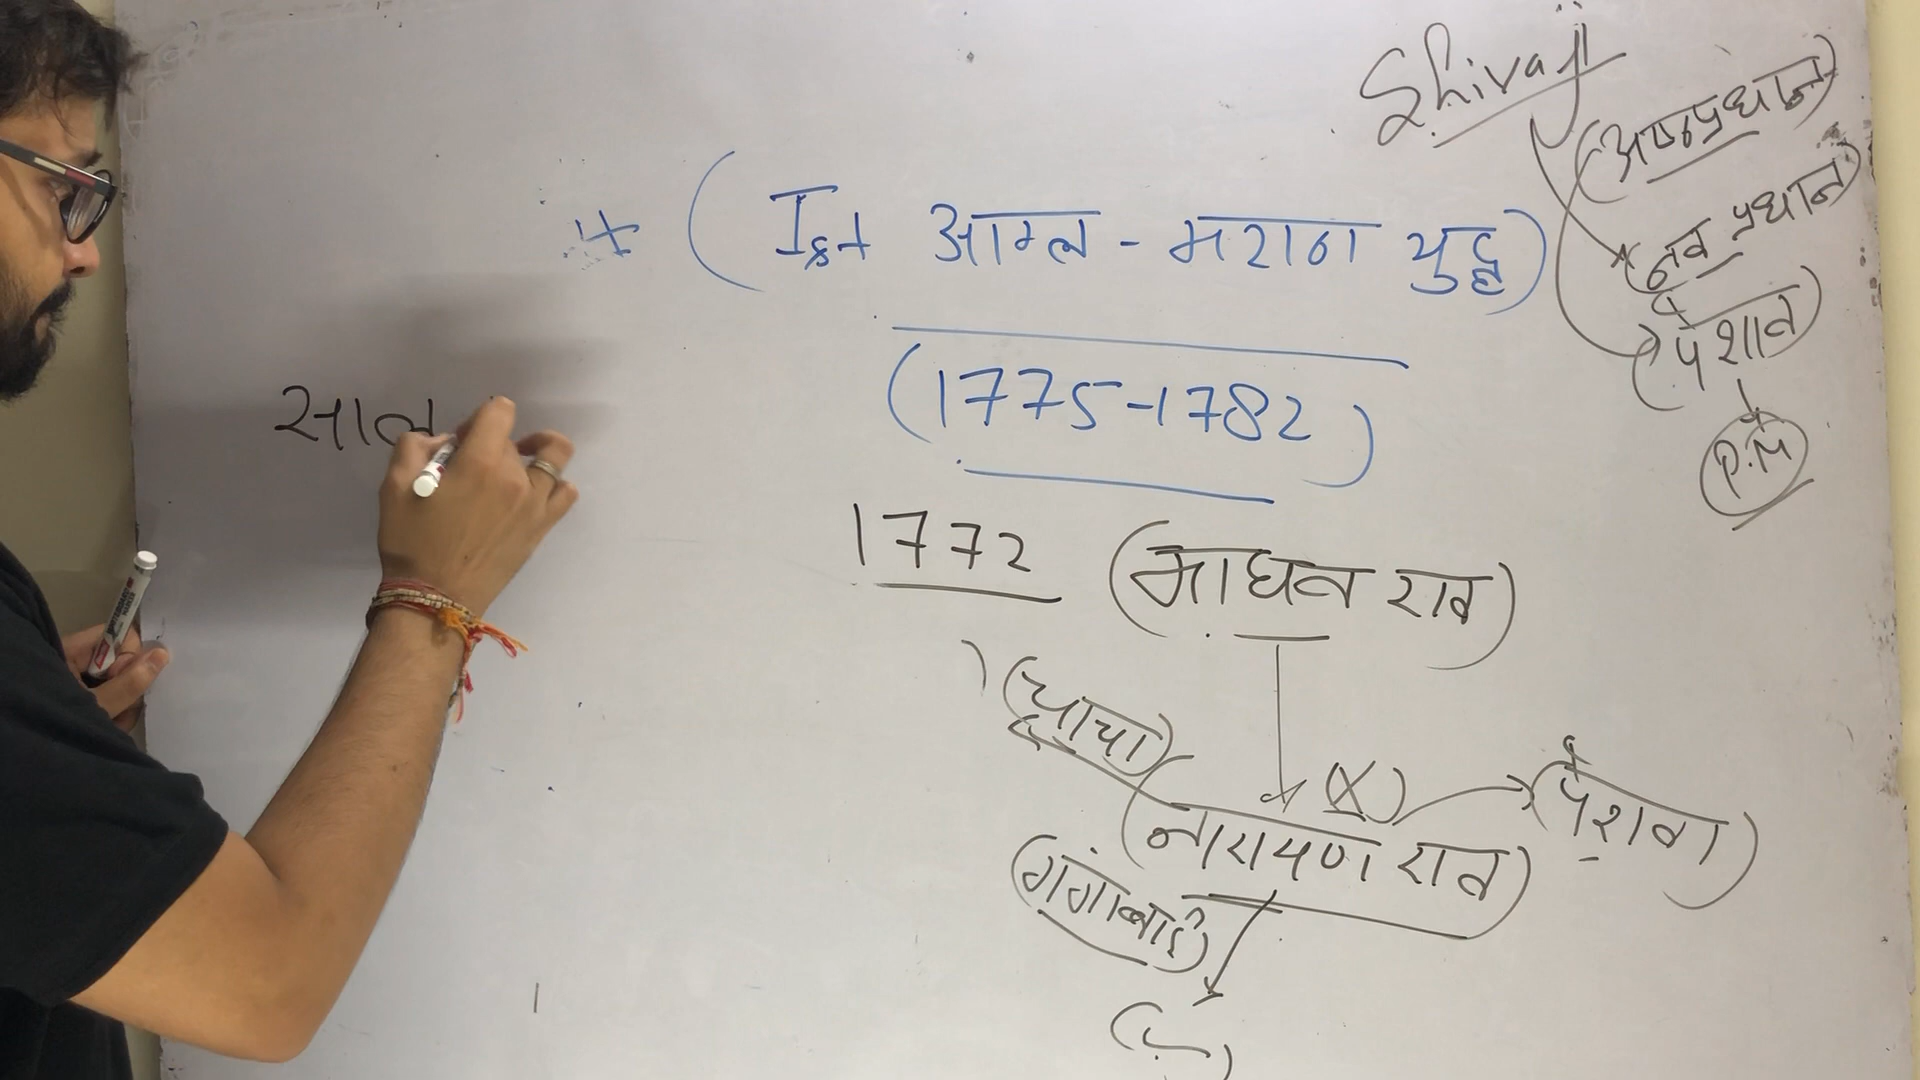 Shivaji
(अष्टप्रधान)
नव प्रधान
(पेशवा)
P.M
(Ist आंग्ल - मराठा युद्ध)
(1775-1782)
साल
1772 (माधव राव)
(चाचा)
(X)
(नारायण राव)
(पेशवा)
(गंगाबाई)